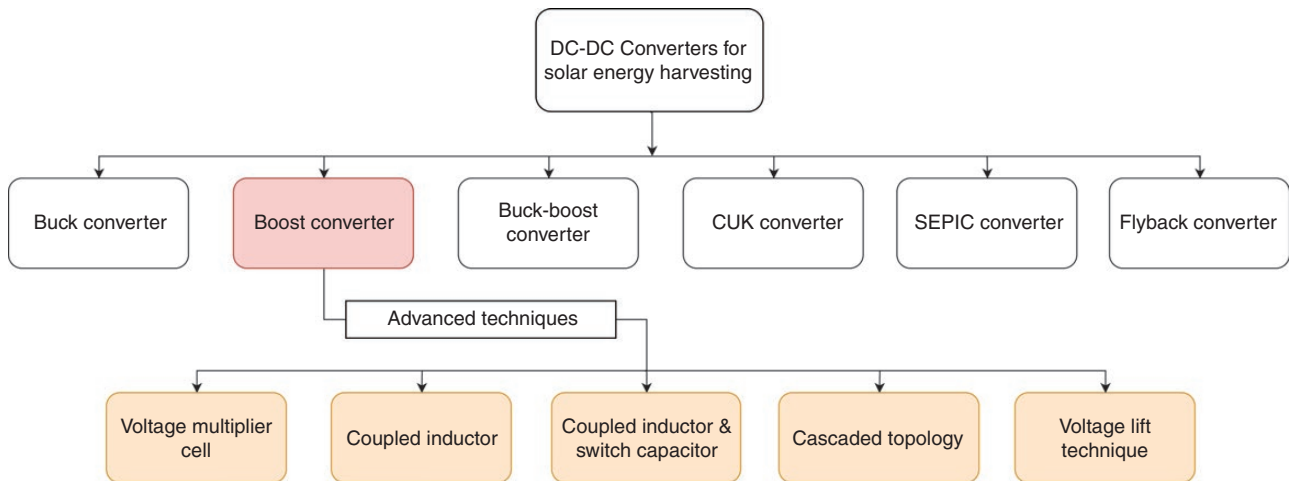 DC-DC Converters for
solar energy harvesting
Buck converter
Boost converter
Buck-boost
converter
CUK converter
SEPIC converter
Flyback converter
Advanced techniques
Voltage multiplier
cell
Coupled inductor
Coupled inductor &
switch capacitor
Cascaded topology
Voltage lift
technique